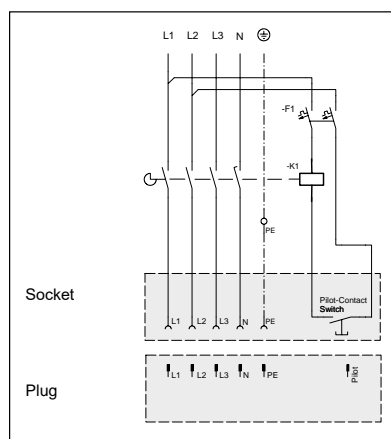 L1 L2 L3 N
-F1
-K1
PE
Socket
Pilot-Contact
Switch
L1 L2 L3 N PE
Plug
L1 L2 L3 N PE Pilot